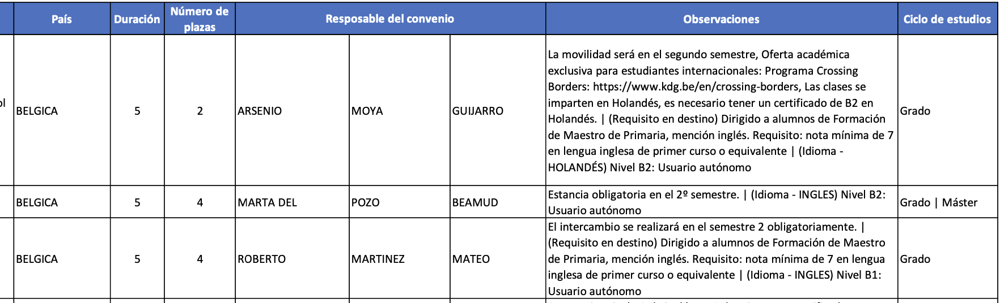 País
Duración
Número de
plazas
Resposable del convenio
Observaciones
Ciclo de estudios
BELGICA
5
2
ARSENIO
MOYA
GUIJARRO
La movilidad será en el segundo semestre, Oferta académica
exclusiva para estudiantes internacionales: Programa Crossing
Borders: https://www.kdg.be/en/crossing-borders, Las clases se
imparten en Holandés, es necesario tener un certificado de B2 en
Holandés. | (Requisito en destino) Dirigido a alumnos de Formación
de Maestro de Primaria, mención inglés. Requisito: nota mínima de 7
en lengua inglesa de primer curso o equivalente | (Idioma -
HOLANDÉS) Nivel B2: Usuario autónomo
Grado
BELGICA
5
4
MARTA DEL
POZO
BEAMUD
Estancia obligatoria en el 2º semestre. | (Idioma - INGLES) Nivel B2:
Usuario autónomo
Grado | Máster
BELGICA
5
4
ROBERTO
MARTINEZ
MATEO
El intercambio se realizará en el semestre 2 obligatoriamente. |
(Requisito en destino) Dirigido a alumnos de Formación de Maestro
de Primaria, mención inglés. Requisito: nota mínima de 7 en lengua
inglesa de primer curso o equivalente | (Idioma - INGLES) Nivel B1:
Usuario autónomo
Grado